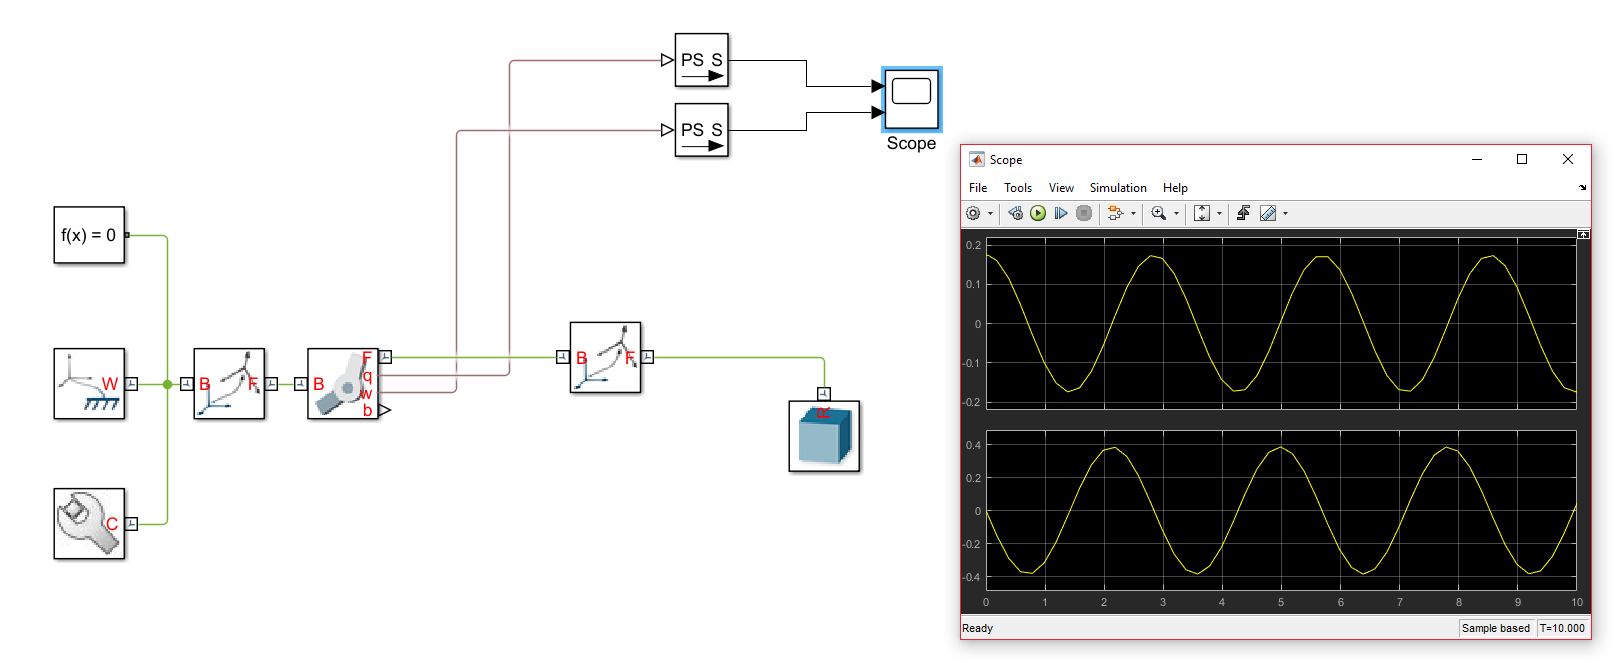 PS S
PS S
Scope
f(x) = 0
W
B F
B F
q
w
b
B F
R
C
Scope
File Tools View Simulation Help
0.2
0.1
0
-0.1
-0.2
0.4
0.2
0
-0.2
-0.4
0 1 2 3 4 5 6 7 8 9 10
Ready Sample based T=10.000